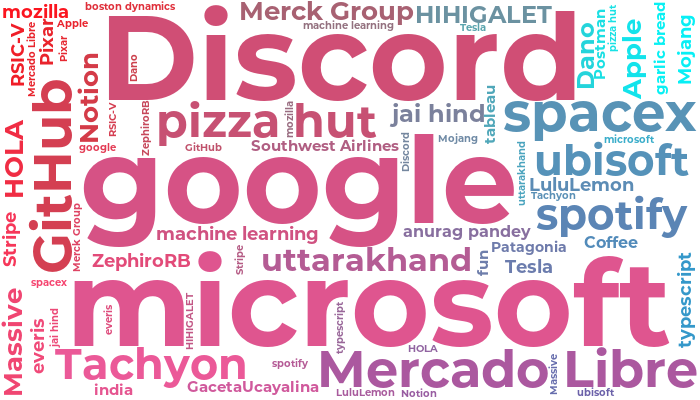 mozilla
boston dynamics
Merck Group
HIHIGALET
Discord
machine learning
Tesla
Apple
Pixar
Pixar
RSIC-V
Mercado Libre
Notion
Dano
Dano
Postman
pizza hut
Apple
garlic bread
Mojang
GitHub
RSIC-V
ZephiroRB
pizza hut
mozilla
jai hind
tableau
spacex
HOLA
google
GitHub
Southwest Airlines
Discord
Mojang
microsoft
uttarakhand
ubisoft
google
LuluLemon
Tachyon
spotify
Stripe
Merck Group
machine learning
anurag pandey
Patagonia
Coffee
ZephiroRB
Stripe
uttarakhand
fun
Tesla
typescript
spacex
microsoft
Massive
everis
jai hind
everis
HIHIGALET
typescript
HOLA
Tachyon
spotify
Mercado Libre
Massive
india
GacetaUcayalina
LuluLemon
Notion
ubisoft